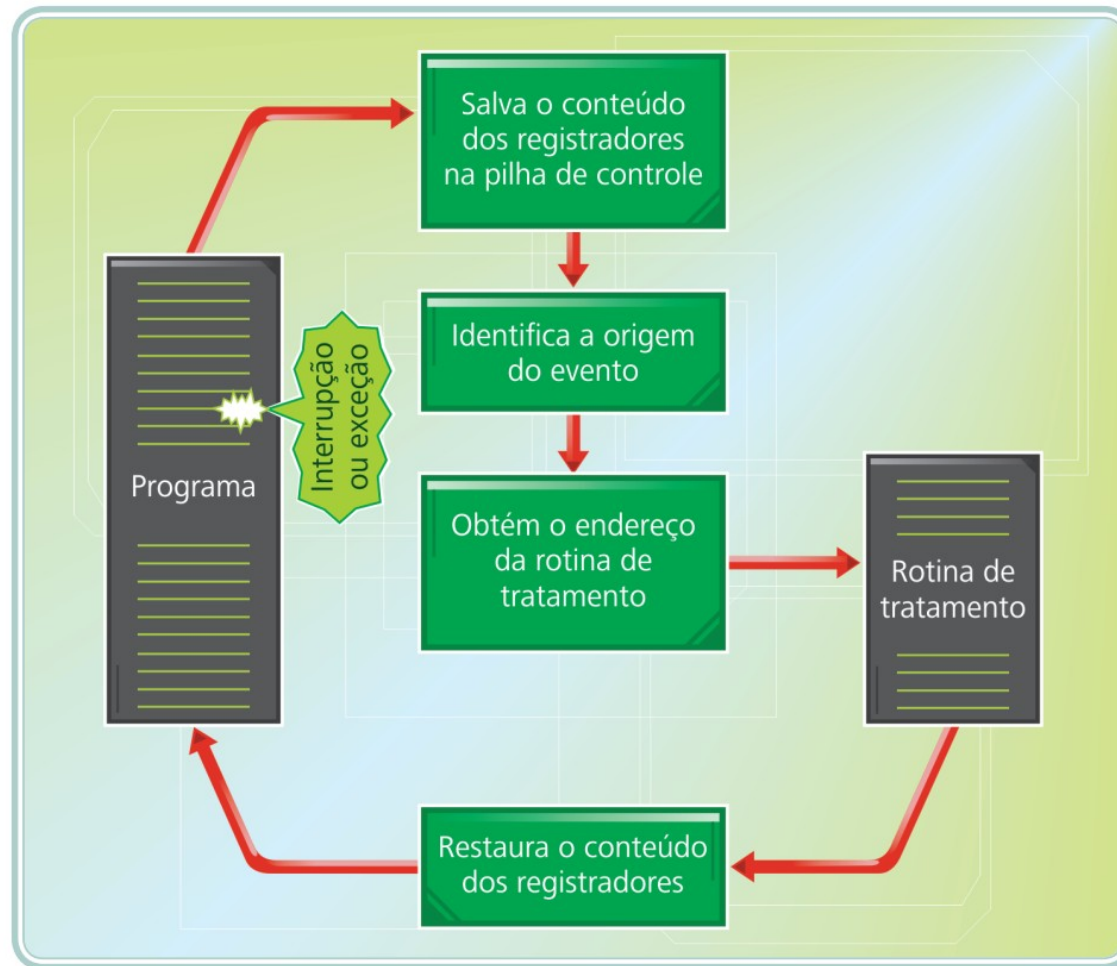 Salva o conteúdo
dos registradores
na pilha de controle
Identifica a origem
do evento
Interrupção
ou exceção
Programa
Obtém o endereço
da rotina de
tratamento
Rotina de
tratamento
Restaura o conteúdo
dos registradores